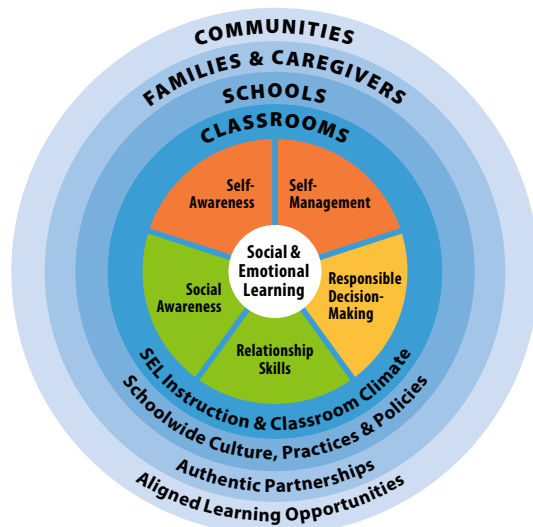 COMMUNITIES
FAMILIES & CAREGIVERS
SCHOOLS
CLASSROOMS
Self-
Awareness
Self-
Management
Social &
Emotional
Learning
Social
Awareness
Responsible
Decision-
Making
Relationship
Skills
SEL Instruction & Classroom Climate
Schoolwide Culture, Practices & Policies
Authentic Partnerships
Aligned Learning Opportunities